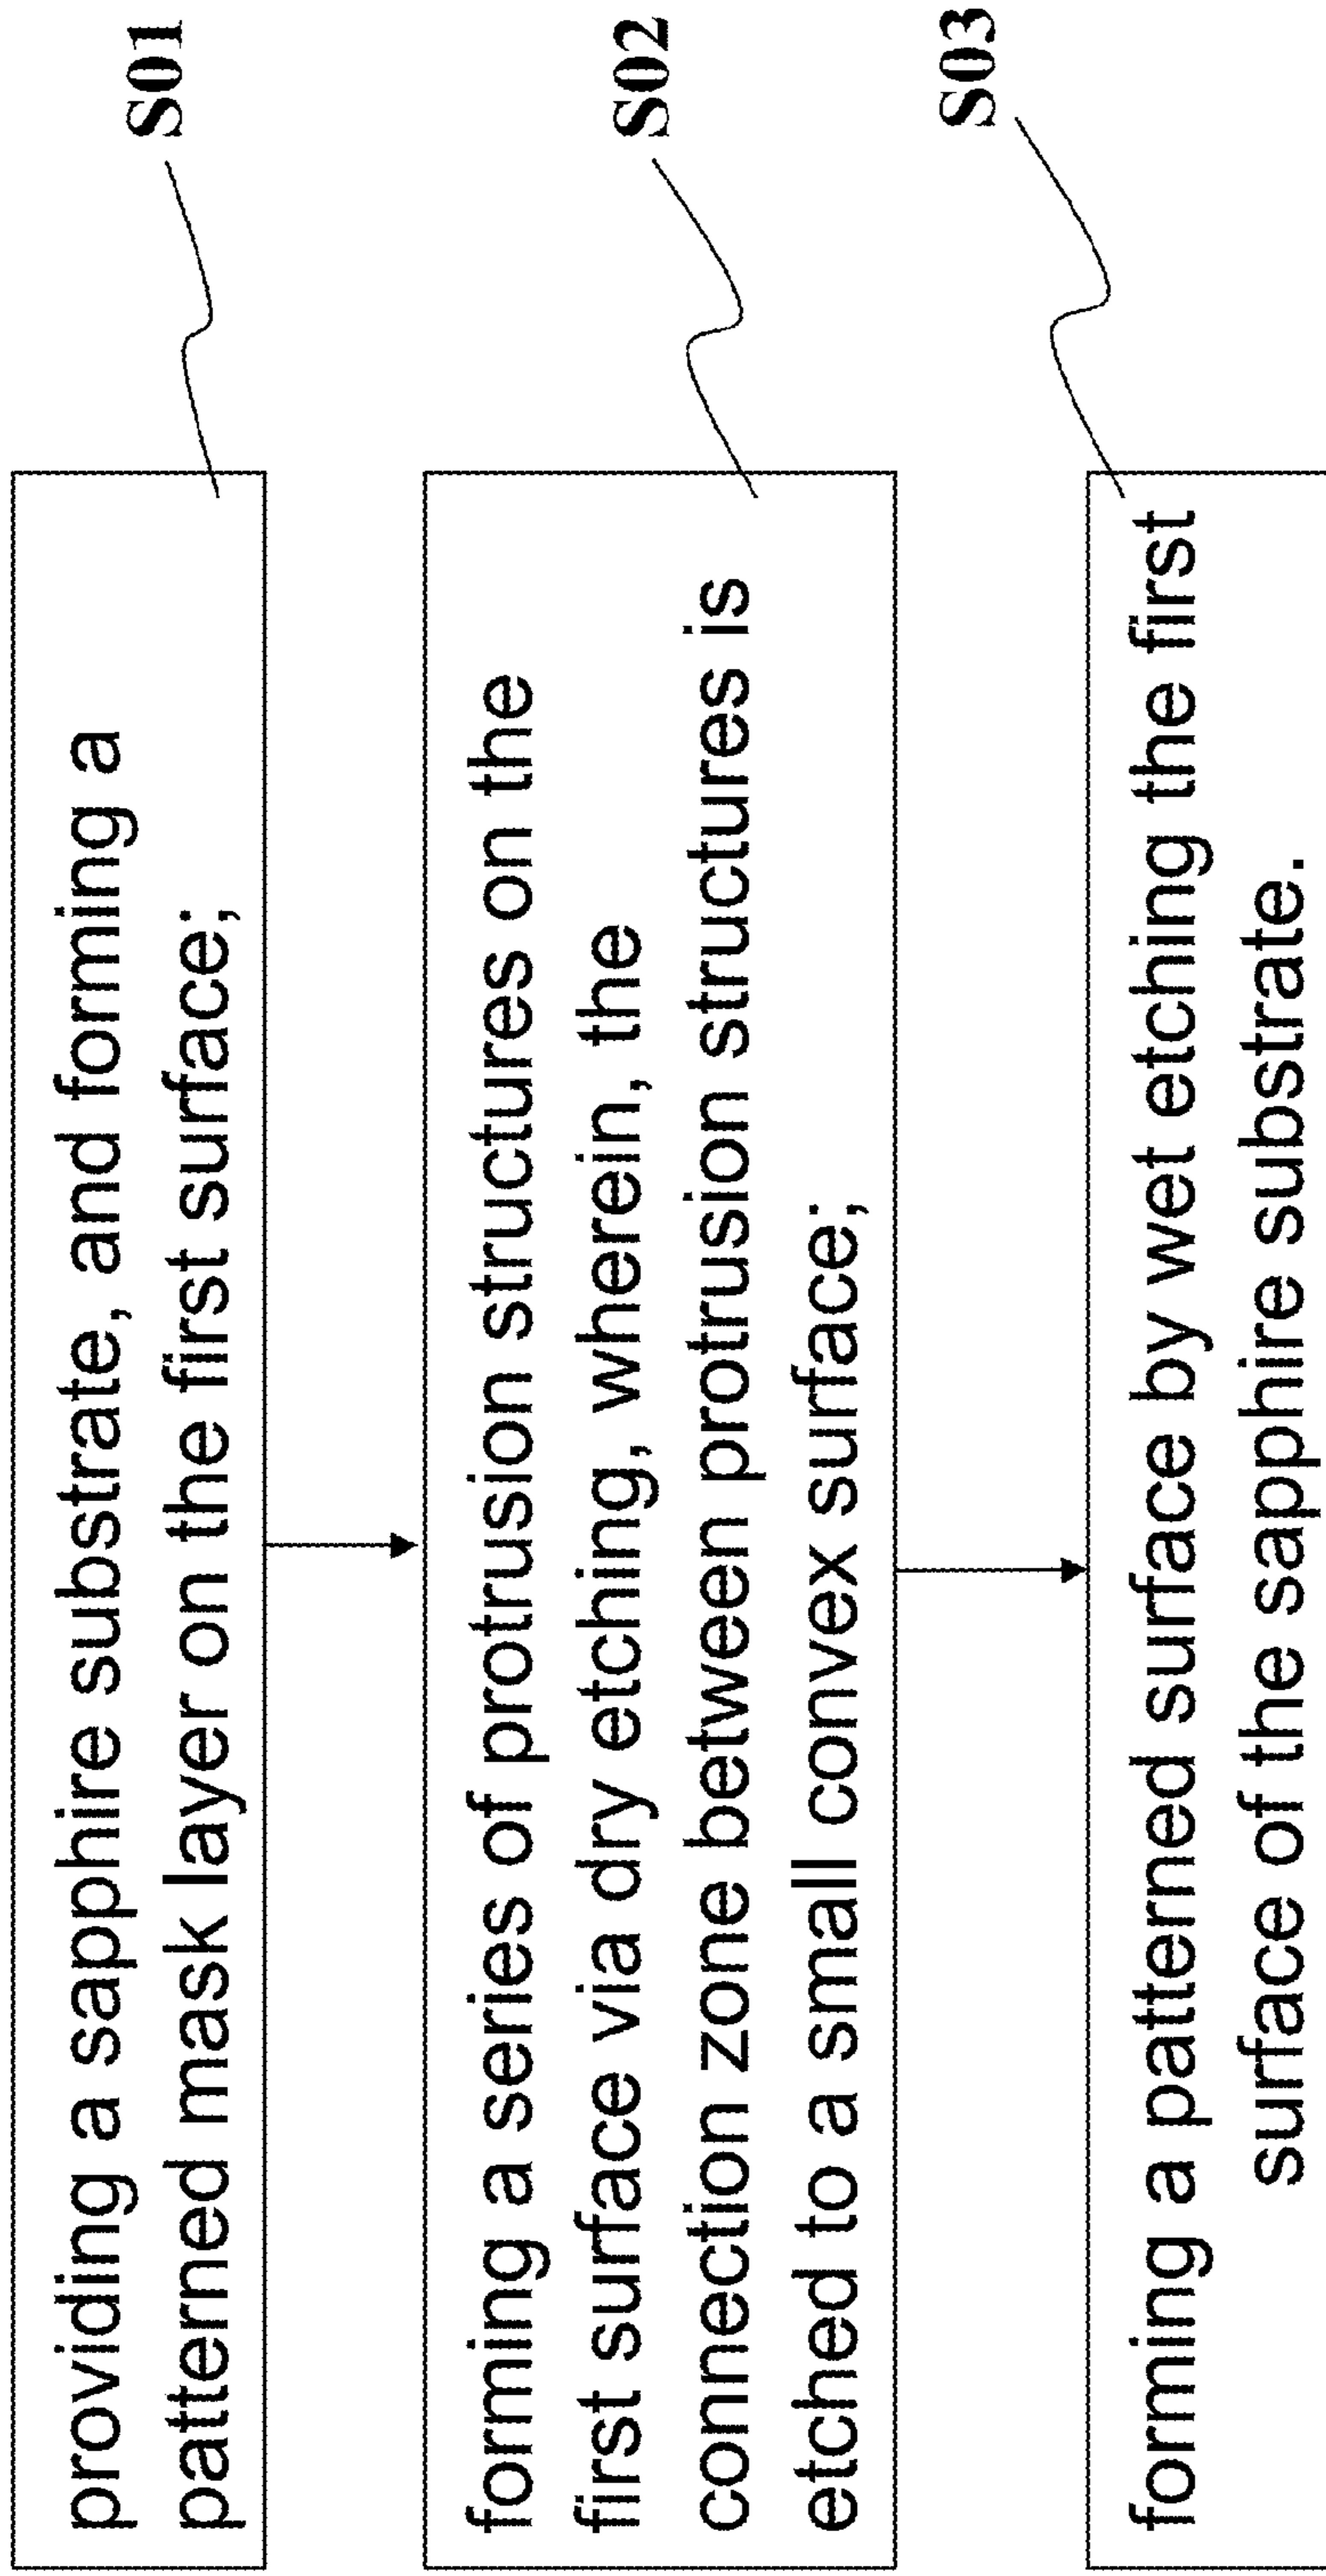 providing a sapphire substrate, and forming a
patterned mask layer on the first surface;
S01
forming a series of protrusion structures on the
first surface via dry etching, wherein, the
connection zone between protrusion structures is
etched to a small convex surface;
S02
forming a patterned surface by wet etching the first
surface of the sapphire substrate.
S03